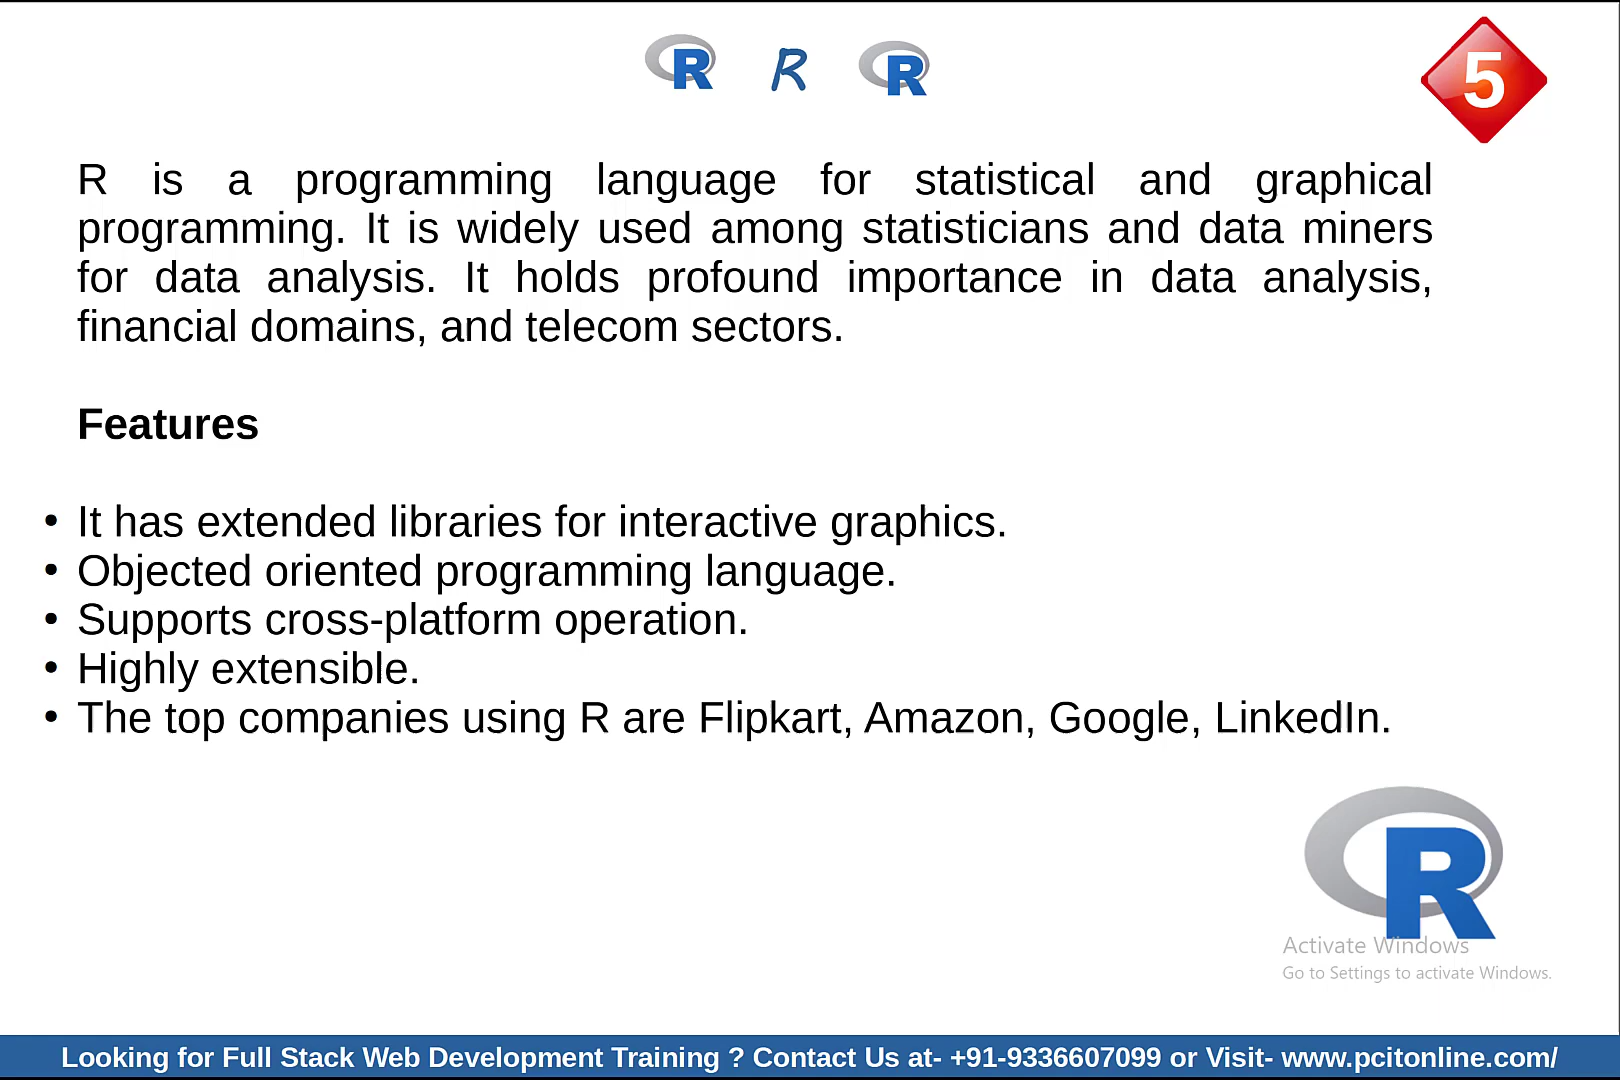 R R R
5
R is a programming language for statistical and graphical
programming. It is widely used among statisticians and data miners
for data analysis. It holds profound importance in data analysis,
financial domains, and telecom sectors.
Features
• It has extended libraries for interactive graphics.
• Objected oriented programming language.
• Supports cross-platform operation.
• Highly extensible.
• The top companies using R are Flipkart, Amazon, Google, LinkedIn.
R
Activate Windows
Go to Settings to activate Windows.
Looking for Full Stack Web Development Training ? Contact Us at- +91-9336607099 or Visit- www.pcitonline.com/